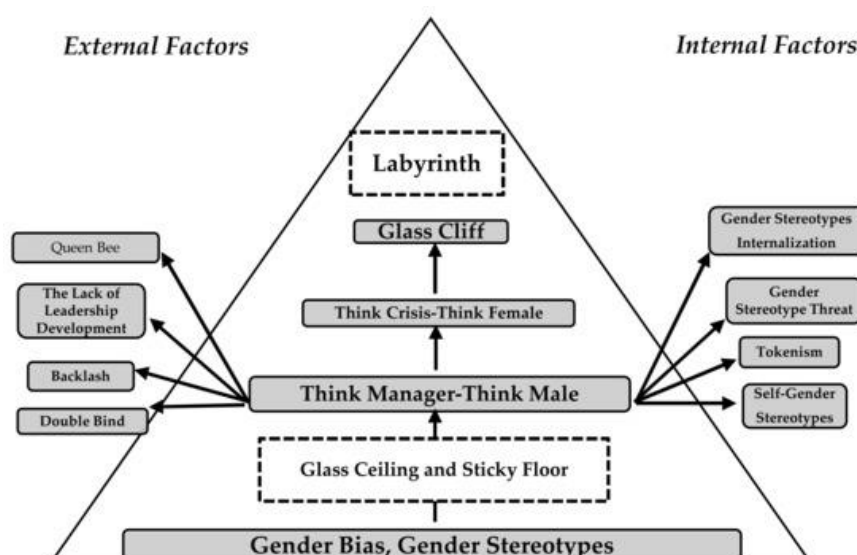 External Factors
Internal Factors
Labyrinth
Glass Cliff
Queen Bee
The Lack of
Leadership
Development
Backlash
Double Bind
Think Crisis-Think Female
Think Manager-Think Male
Gender Stereotypes
Internalization
Gender
Stereotype Threat
Tokenism
Self-Gender
Stereotypes
Glass Ceiling and Sticky Floor
Gender Bias, Gender Stereotypes